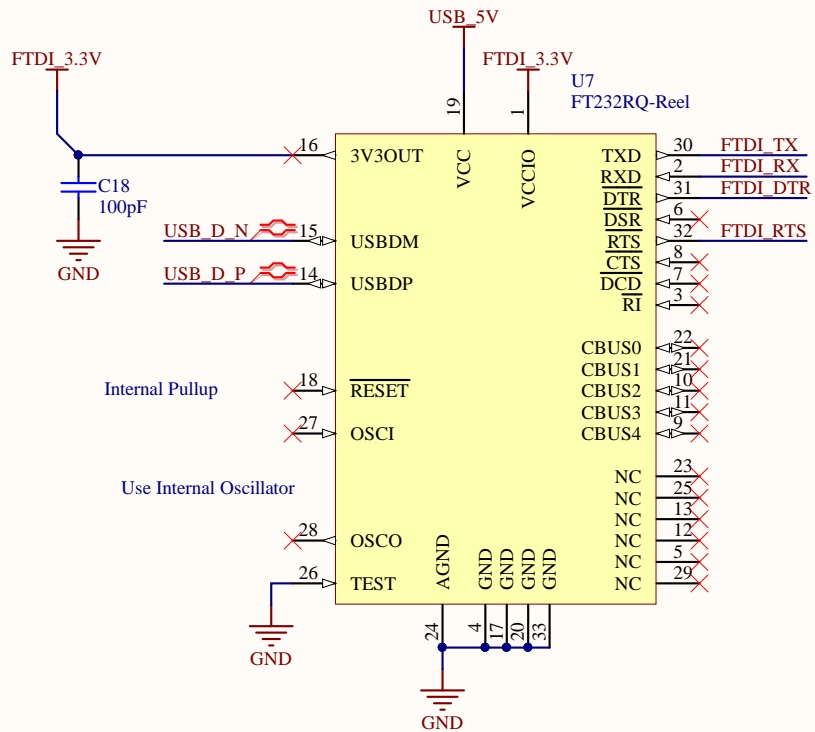 USB_5V
FTDI_3.3V
FTDI_3.3V
U7
FT232RQ-Reel
19
1
16
3V3OUT
VCC
VCCIO
TXD
30
FTDI_TX
RXD
2
FTDI_RX
C18
100pF
DTR
31
FTDI_DTR
DSR
6
GND
USB_D_N
15
USBDM
RTS
32
FTDI_RTS
CTS
8
USB_D_P
14
USBDP
DCD
7
RI
3
CBUS0
22
CBUS1
21
Internal Pullup
18
RESET
CBUS2
10
CBUS3
11
27
OSCI
CBUS4
9
NC
23
Use Internal Oscillator
NC
25
NC
13
28
OSCO
NC
12
NC
5
26
TEST
NC
29
AGND
GND
GND
GND
GND
24
4
17
20
33
GND
GND